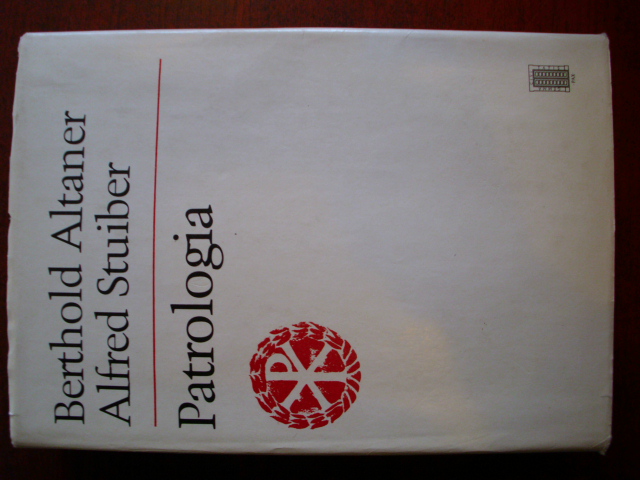 Berthold Altaner
Alfred Stuiber
Patrologia